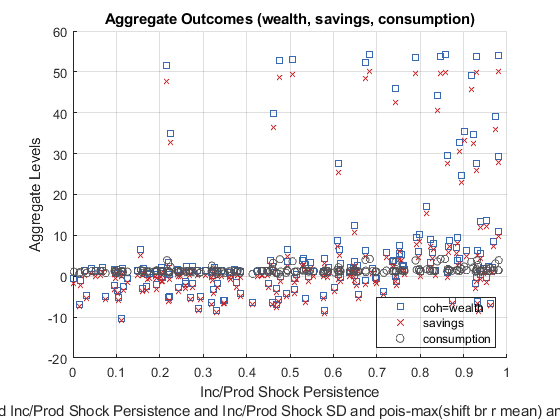 Aggregate Outcomes (wealth, savings, consumption)
60
50
40
30
20
10
0
-10
-20
Aggregate Levels
coh=wealth
savings
consumption
0 0.1 0.2 0.3 0.4 0.5 0.6 0.7 0.8 0.9 1
Inc/Prod Shock Persistence
d Inc/Prod Shock Persistence and Inc/Prod Shock SD and pois-max(shift br r mean) an